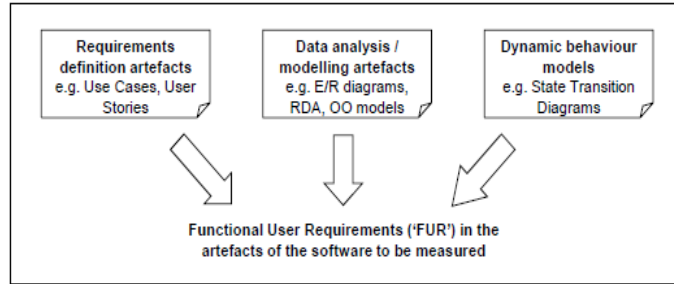 Requirements
definition artefacts
e.g. Use Cases, User
Stories
Data analysis /
modelling artefacts
e.g. E/R diagrams,
RDA, OO models
Dynamic behaviour
models
e.g. State Transition
Diagrams
Functional User Requirements (‘FUR’) in the
artefacts of the software to be measured